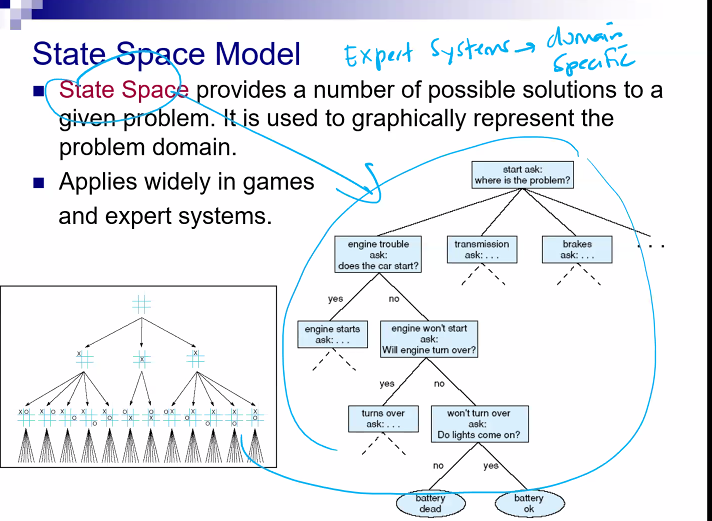 State Space Model
Expert Systems → domain
specific
State Space provides a number of possible solutions to a
given problem. It is used to graphically represent the
problem domain.
Applies widely in games
and expert systems.
start ask:
where is the problem?
engine trouble
ask:
does the car start?
transmission
ask: . . .
brakes
ask: . . .
. . .
yes
no
engine starts
ask: . . .
engine won't start
ask:
Will engine turn over?
yes
no
turns over
ask: . . .
won't turn over
ask:
Do lights come on?
no
yes
battery
dead
battery
ok
X
X
X
X O
X
O
X
O
X
O
X
O
O
X
O
X
O X
X
O
X
O
X
O
X
O